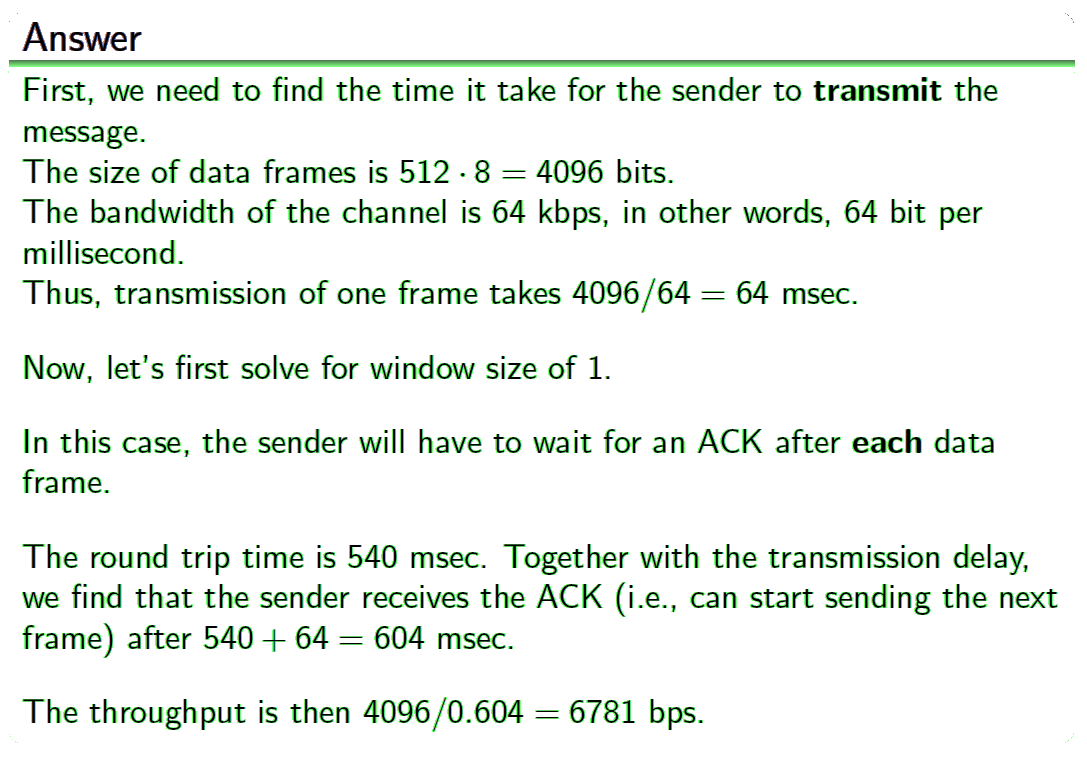 Answer
First, we need to find the time it take for the sender to transmit the
message.
The size of data frames is 512 · 8 = 4096 bits.
The bandwidth of the channel is 64 kbps, in other words, 64 bit per
millisecond.
Thus, transmission of one frame takes 4096/64 = 64 msec.
Now, let's first solve for window size of 1.
In this case, the sender will have to wait for an ACK after each data
frame.
The round trip time is 540 msec. Together with the transmission delay,
we find that the sender receives the ACK (i.e., can start sending the next
frame) after 540 + 64 = 604 msec.
The throughput is then 4096/0.604 = 6781 bps.